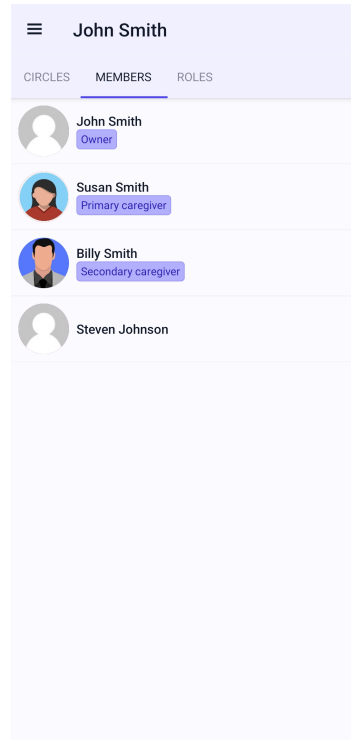 John Smith
CIRCLES MEMBERS ROLES
John Smith
Owner
Susan Smith
Primary caregiver
Billy Smith
Secondary caregiver
Steven Johnson